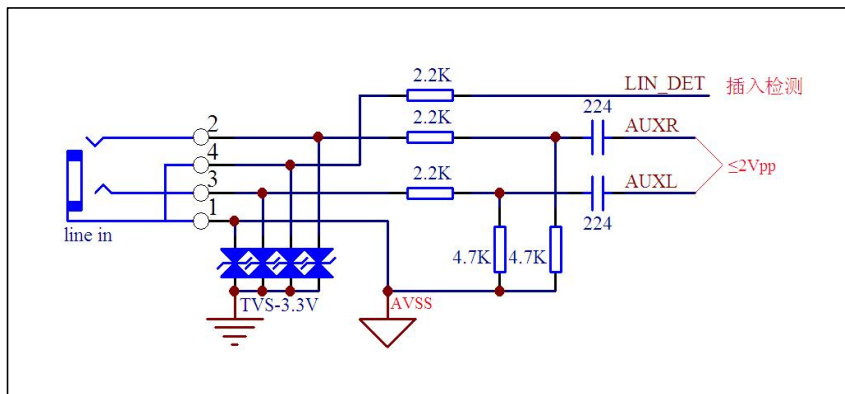 2.2K
LIN_DET 插入检测
2
2.2K
224
AUXR
4
≤2Vpp
3
2.2K
AUXL
1
224
line in
4.7K 4.7K
TVS-3.3V
AVSS